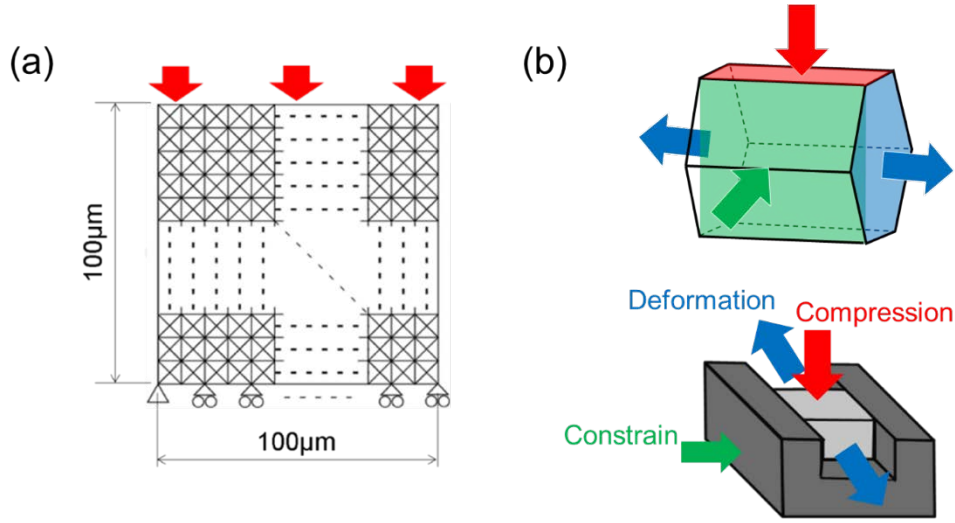 (a)
100μm
100μm
(b)
Deformation
Compression
Constrain